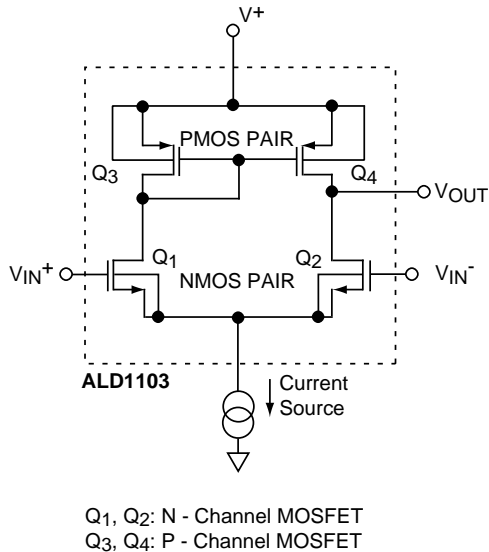 V+
PMOS PAIR
Q3
Q4
VOUT
VIN+
Q1
NMOS PAIR
Q2
VIN-
ALD1103
Current
Source
Q1, Q2: N - Channel MOSFET
Q3, Q4: P - Channel MOSFET